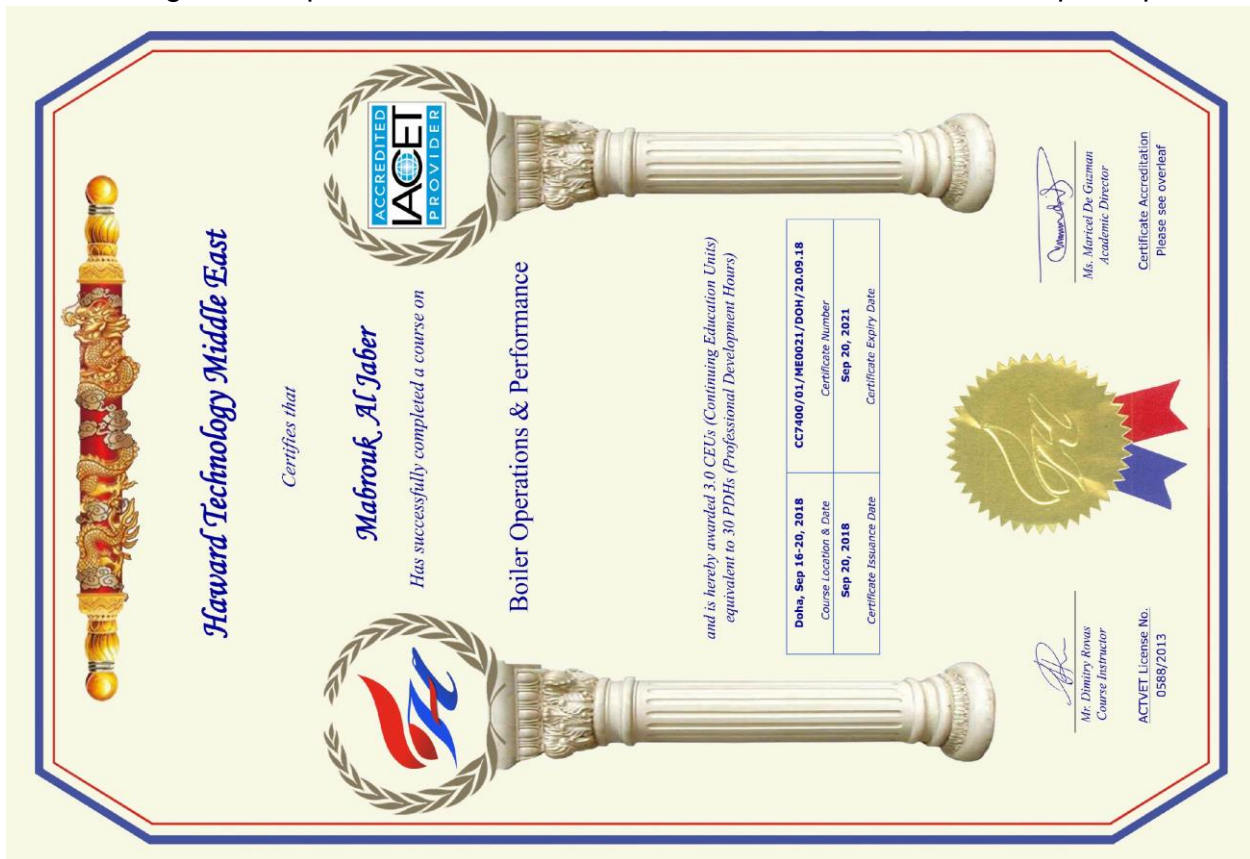 Haward Technology Middle East
Certifies that
Mabrouk Al Jaber
Has successfully completed a course on
Boiler Operations & Performance
ACCREDITED
IACET
PROVIDER
and is hereby awarded 3.0 CEUs (Continuing Education Units)
equivalent to 30 PDHs (Professional Development Hours)
Doha, Sep 16-20, 2018
Course Location & Date
CC7400/01/ME0021/DOH/20.09.18
Certificate Number
Sep 20, 2018
Certificate Issuance Date
Sep 20, 2021
Certificate Expiry Date
Mr. Dimitry Rovas
Course Instructor
ACTVET License No.
0588/2013
Ms. Maricel De Guzman
Academic Director
Certificate Accreditation
Please see overleaf